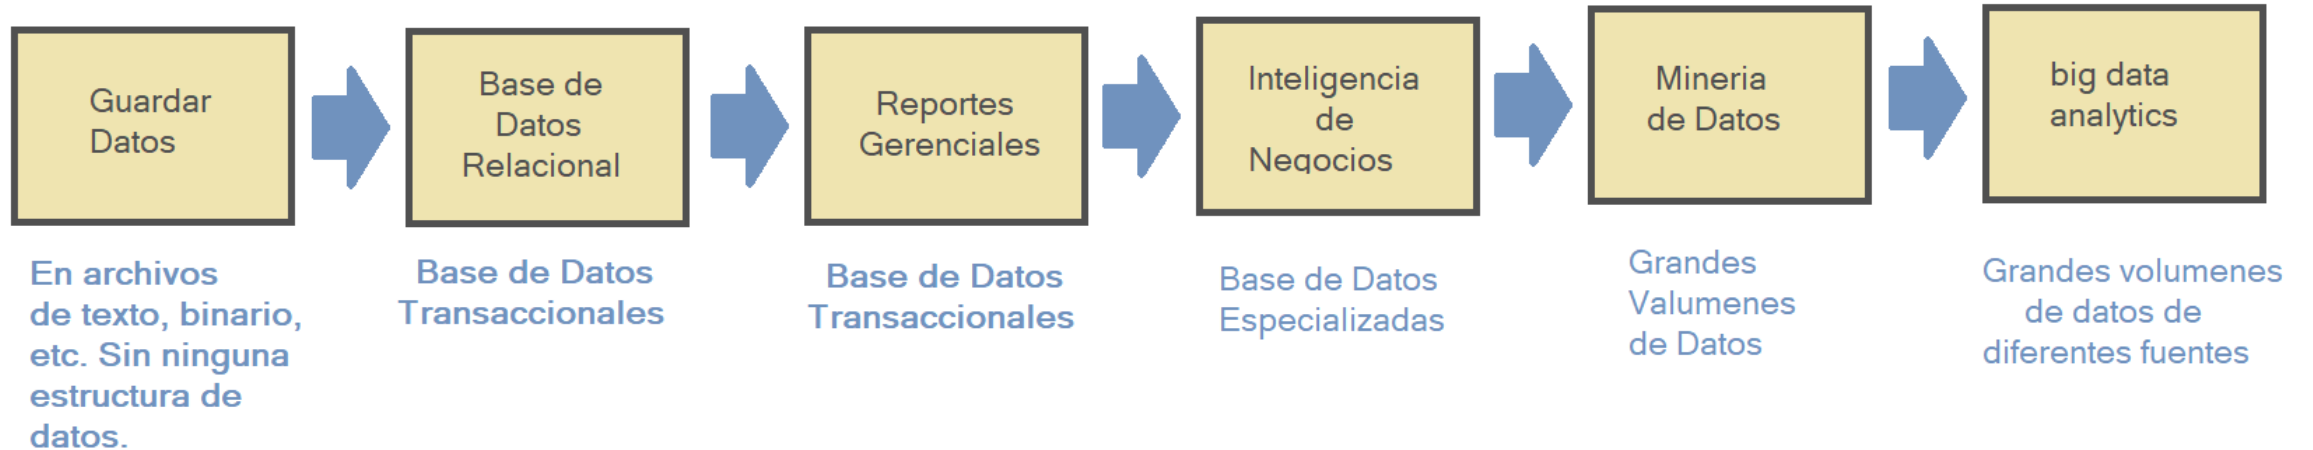 Guardar
Datos
Base de
Datos
Relacional
Reportes
Gerenciales
Inteligencia
de
Negocios
Mineria
de Datos
big data
analytics
En archivos
de texto, binario,
etc. Sin ninguna
estructura de
datos.
Base de Datos
Transaccionales
Base de Datos
Transaccionales
Base de Datos
Especializadas
Grandes
Valumenes
de Datos
Grandes volumenes
de datos de
diferentes fuentes